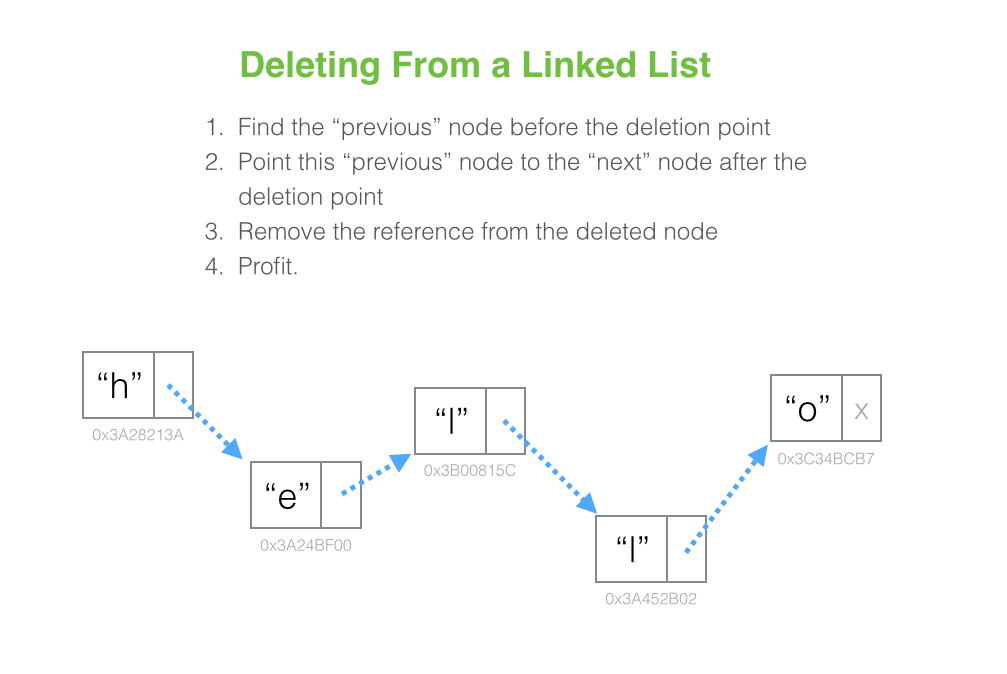 Deleting From a Linked List
1. Find the “previous” node before the deletion point
2. Point this “previous” node to the “next” node after the
deletion point
3. Remove the reference from the deleted node
4. Profit.
“h”
0x3A28213A
“e”
0x3A24BF00
“l”
0x3B00815C
“l”
0x3A452B02
“o” X
0x3C34BCB7